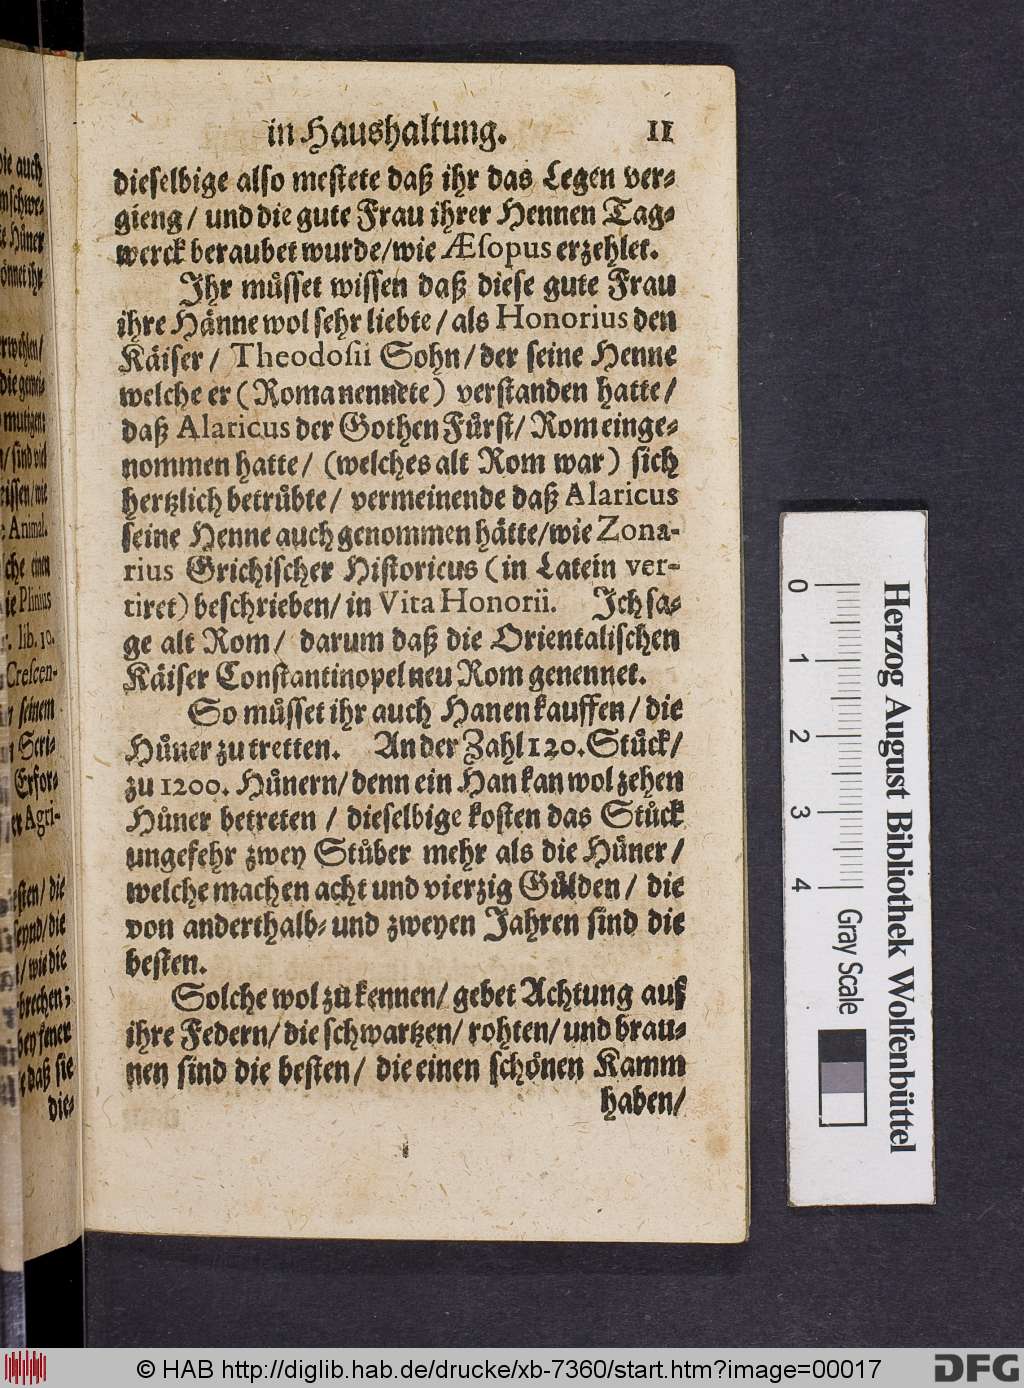 in Haushaltung. 11
dieselbige also mestete daß ihr das Legen ver-
gieng / und die gute Frau ihrer Hennen Tag-
werck beraubet wurde/wie Æsopus erzehlet.
Ihr müsset wissen daß diese gute Frau
ihre Hänne wol sehr liebte / als Honorius den
Käiser / Theodosii Sohn / der seine Henne
welche er (Roma nennete) verstanden hatte /
daß Alaricus der Gothen Fürst / Rom einge-
nommen hatte / (welches alt Rom war) sich
hertzlich betrübte / vermeinende daß Alaricus
seine Henne auch genommen hätte/wie Zona-
rius Grichischer Historicus (in Latein ver-
tiret) beschrieben / in Vita Honorii. Ich sa-
ge alt Rom / darum daß die Orientalischen
Käiser Constantinopel neu Rom genennet.
So müsset ihr auch Hanen kauffen / die
Hüner zu tretten. An der Zahl 120. Stück /
zu 1200. Hünern / denn ein Han kan wol zehen
Hüner betreten / dieselbige kosten das Stück
ungefehr zwey Stüber mehr als die Hüner /
welche machen acht und vierzig Gülden / die
von anderthalb- und zweyen Jahren sind die
besten.
Solche wol zu kennen / gebet Achtung auf
ihre Federn / die schwartzen / rohten / und brau-
nen sind die besten / die einen schönen Kamm
haben /
Herzog August Bibliothek Wolfenbüttel
0 1 2 3 4 Gray Scale
© HAB http://diglib.hab.de/drucke/xb-7360/start.htm?image=00017
DFG